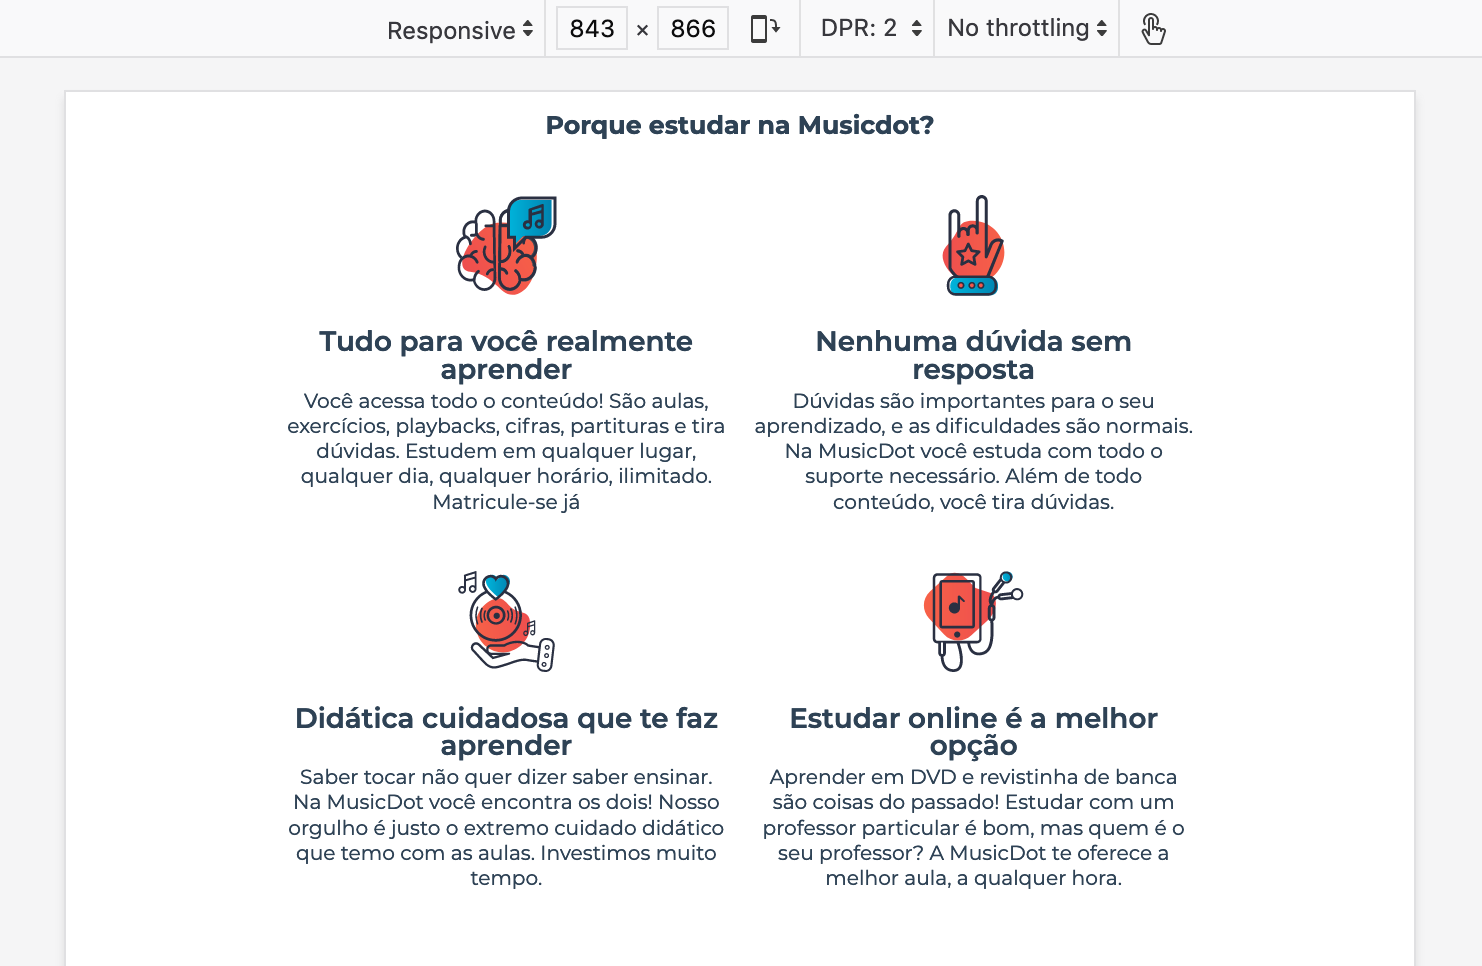 Responsive 843 × 866 DPR: 2 No throttling
Porque estudar na Musicdot?
Tudo para você realmente
aprender
Você acessa todo o conteúdo! São aulas,
exercícios, playbacks, cifras, partituras e tira
dúvidas. Estudem em qualquer lugar,
qualquer dia, qualquer horário, ilimitado.
Matricule-se já
Nenhuma dúvida sem
resposta
Dúvidas são importantes para o seu
aprendizado, e as dificuldades são normais.
Na MusicDot você estuda com todo o
suporte necessário. Além de todo
conteúdo, você tira dúvidas.
Didática cuidadosa que te faz
aprender
Saber tocar não quer dizer saber ensinar.
Na MusicDot você encontra os dois! Nosso
orgulho é justo o extremo cuidado didático
que temo com as aulas. Investimos muito
tempo.
Estudar online é a melhor
opção
Aprender em DVD e revistinha de banca
são coisas do passado! Estudar com um
professor particular é bom, mas quem é o
seu professor? A MusicDot te oferece a
melhor aula, a qualquer hora.